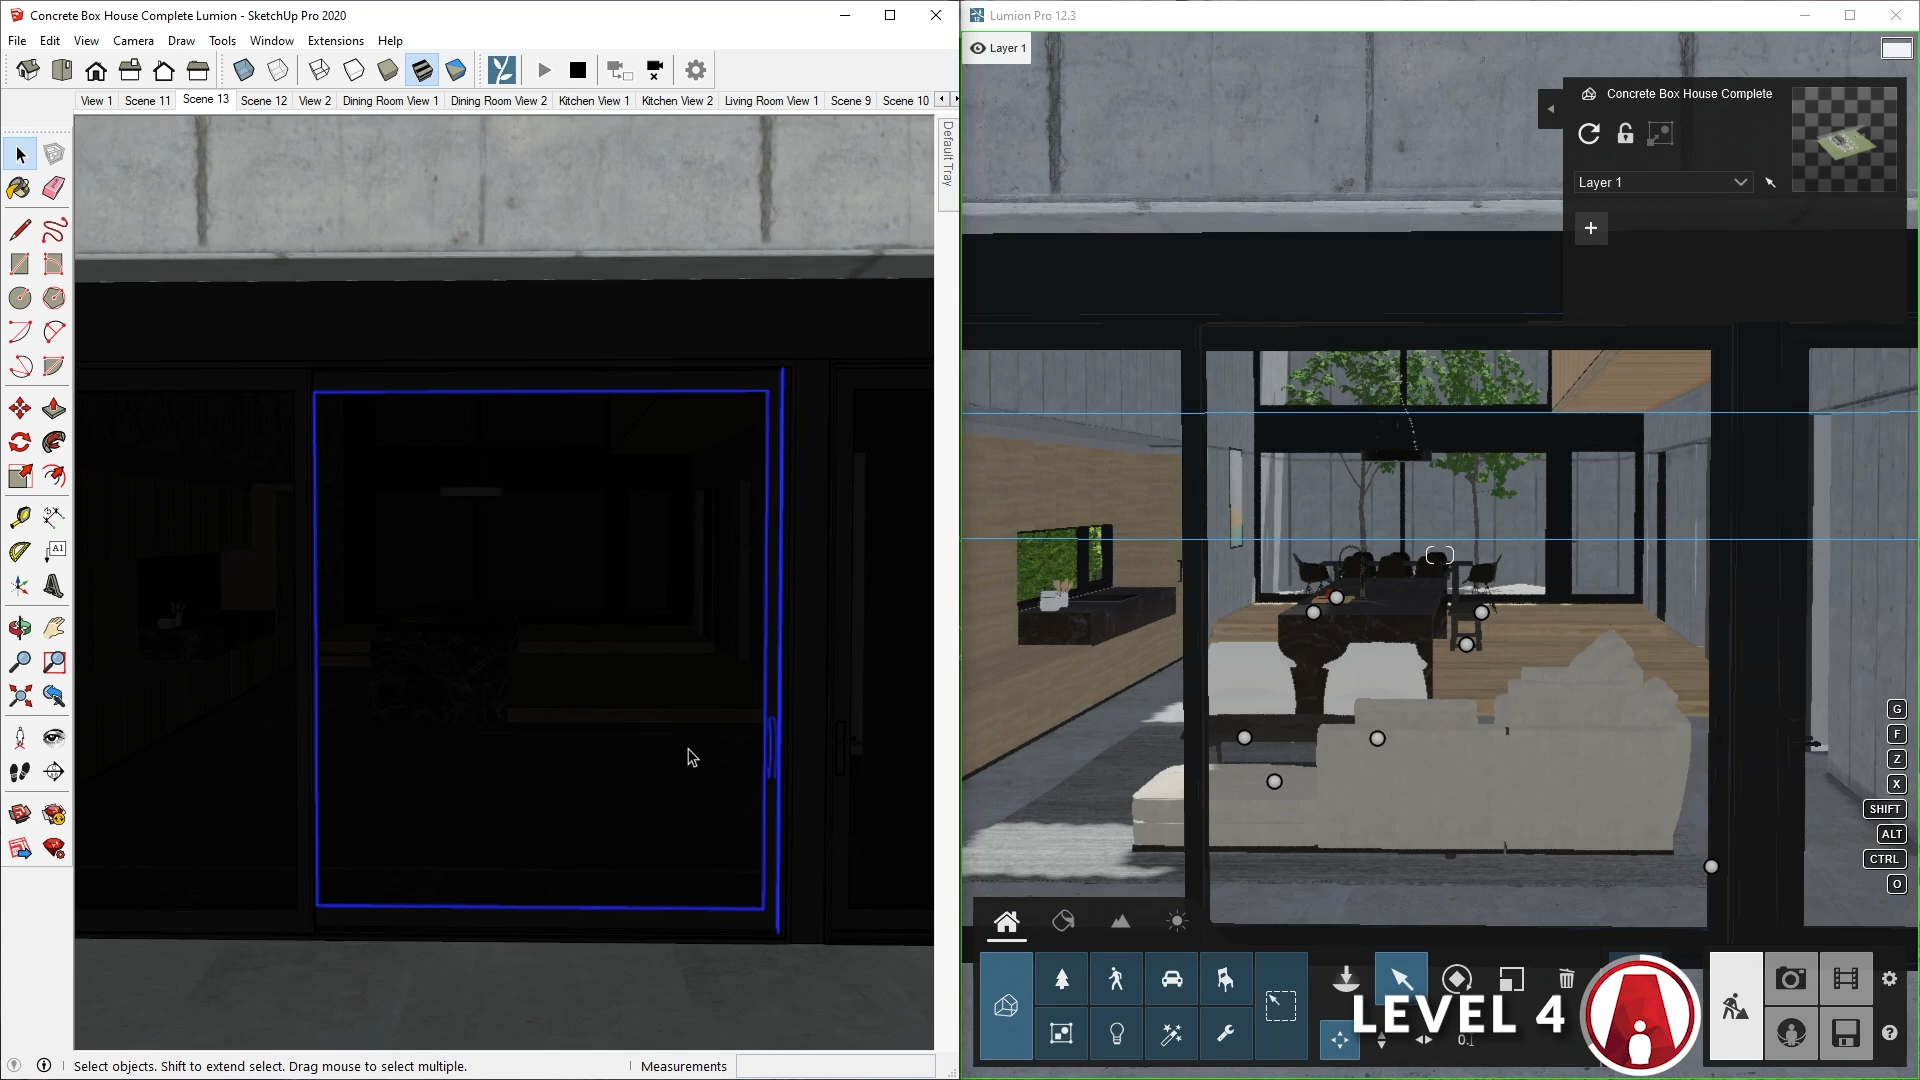 Concrete Box House Complete Lumion - SketchUp Pro 2020
File Edit View Camera Draw Tools Window Extensions Help
View 1 Scene 11 Scene 13 Scene 12 View 2 Dining Room View 1 Dining Room View 2 Kitchen View 1 Kitchen View 2 Living Room View 1 Scene 9 Scene 10
Default Tray
A1
Select objects. Shift to extend select. Drag mouse to select multiple.
Measurements
Lumion Pro 12.3
Layer 1
Concrete Box House Complete
Layer 1
+
G
F
Z
X
SHIFT
ALT
CTRL
O
LEVEL 4